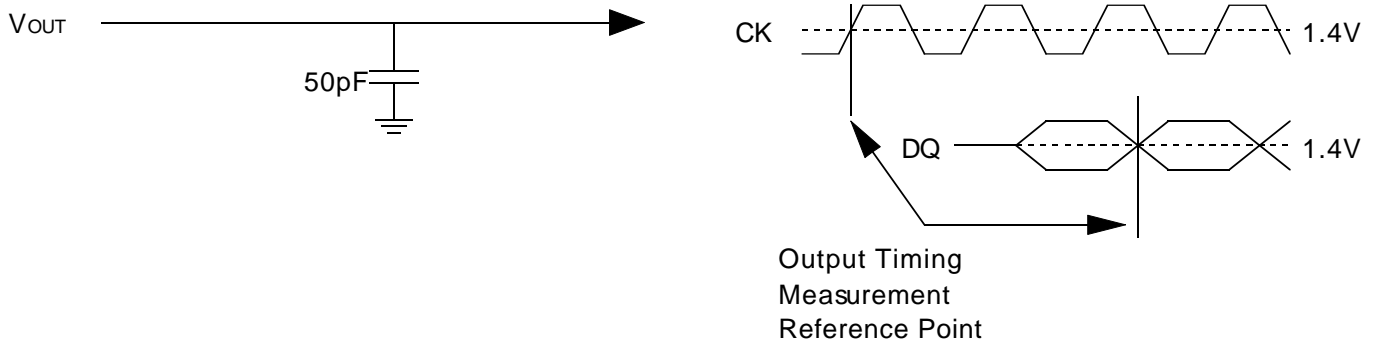 VOUT
50pF
CK
1.4V
DQ
1.4V
Output Timing
Measurement
Reference Point